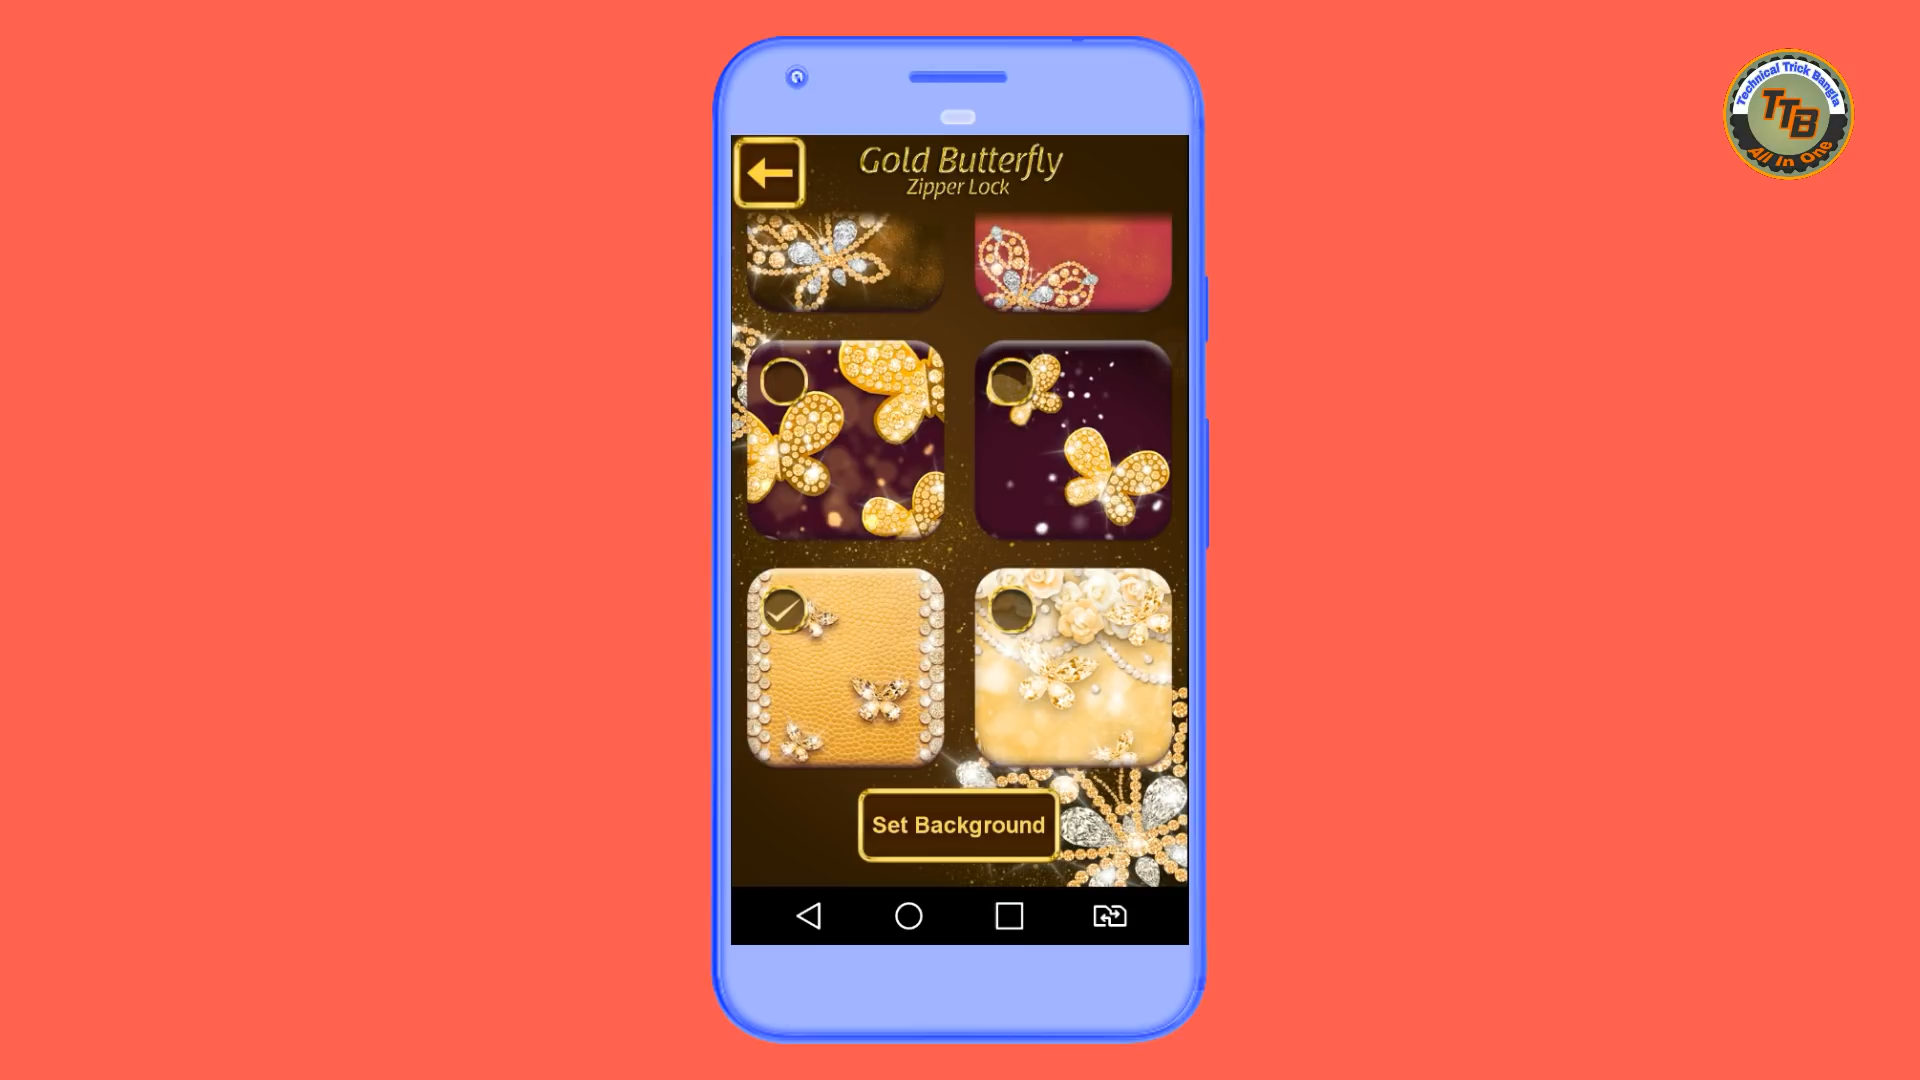 Technical Trick Bangla
TTB
All In One
Gold Butterfly
Zipper Lock
Set Background